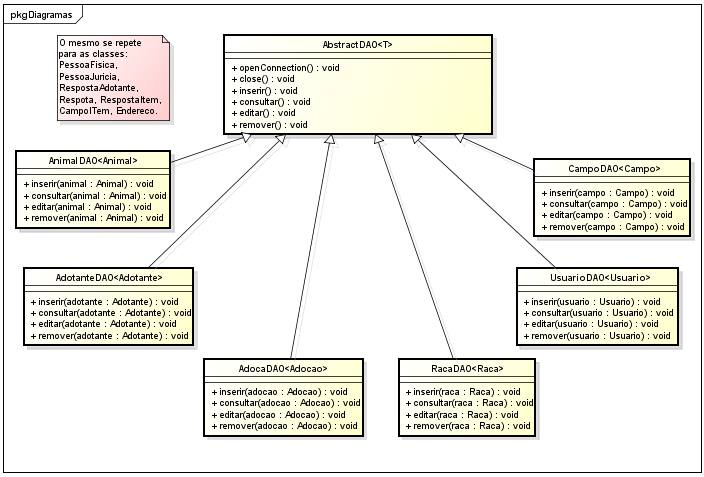 pkgDiagramas
O mesmo se repete
para as classes:
PessoaFisica,
PessoaJuricia,
RespostaAdotante,
Respota, RespostaItem,
CampoITem, Endereco.
AbstractDAO<T>
+ openConnection() : void
+ close() : void
+ inserir() : void
+ consultar() : void
+ editar() : void
+ remover() : void
AnimalDAO<Animal>
+ inserir(animal : Animal) : void
+ consultar(animal : Animal) : void
+ editar(animal : Animal) : void
+ remover(animal : Animal) : void
CampoDAO<Campo>
+ inserir(campo : Campo) : void
+ consultar(campo : Campo) : void
+ editar(campo : Campo) : void
+ remover(campo : Campo) : void
AdotanteDAO<Adotante>
+ inserir(adotante : Adotante) : void
+ consultar(adotante : Adotante) : void
+ editar(adotante : Adotante) : void
+ remover(adotante : Adotante) : void
UsuarioDAO<Usuario>
+ inserir(usuario : Usuario) : void
+ consultar(usuario : Usuario) : void
+ editar(usuario : Usuario) : void
+ remover(usuario : Usuario) : void
AdocaDAO<Adocao>
+ inserir(adocao : Adocao) : void
+ consultar(adocao : Adocao) : void
+ editar(adocao : Adocao) : void
+ remover(adocao : Adocao) : void
RacaDAO<Raca>
+ inserir(raca : Raca) : void
+ consultar(raca : Raca) : void
+ editar(raca : Raca) : void
+ remover(raca : Raca) : void